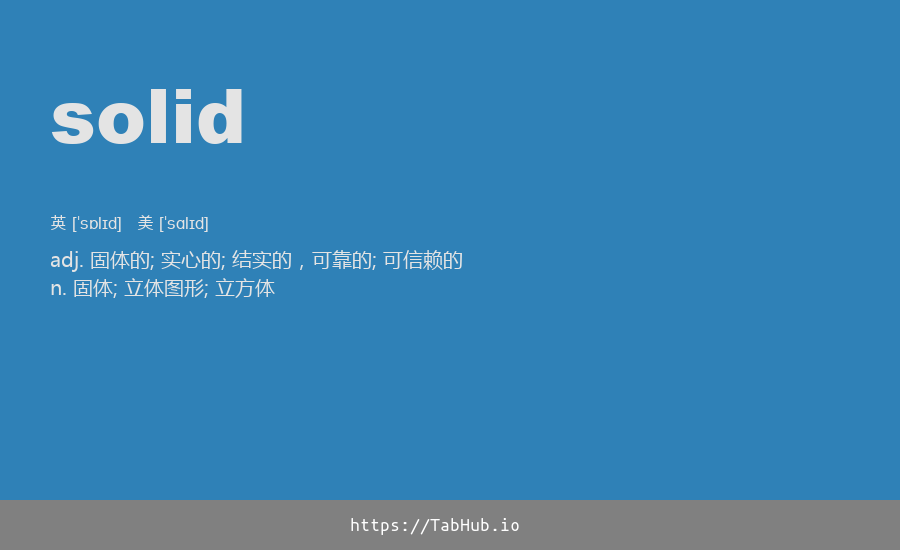 solid
英 [ˈsɒlɪd] 美 [ˈsɑlɪd]
adj. 固体的; 实心的; 结实的，可靠的; 可信赖的
n. 固体; 立体图形; 立方体
https://TabHub.io